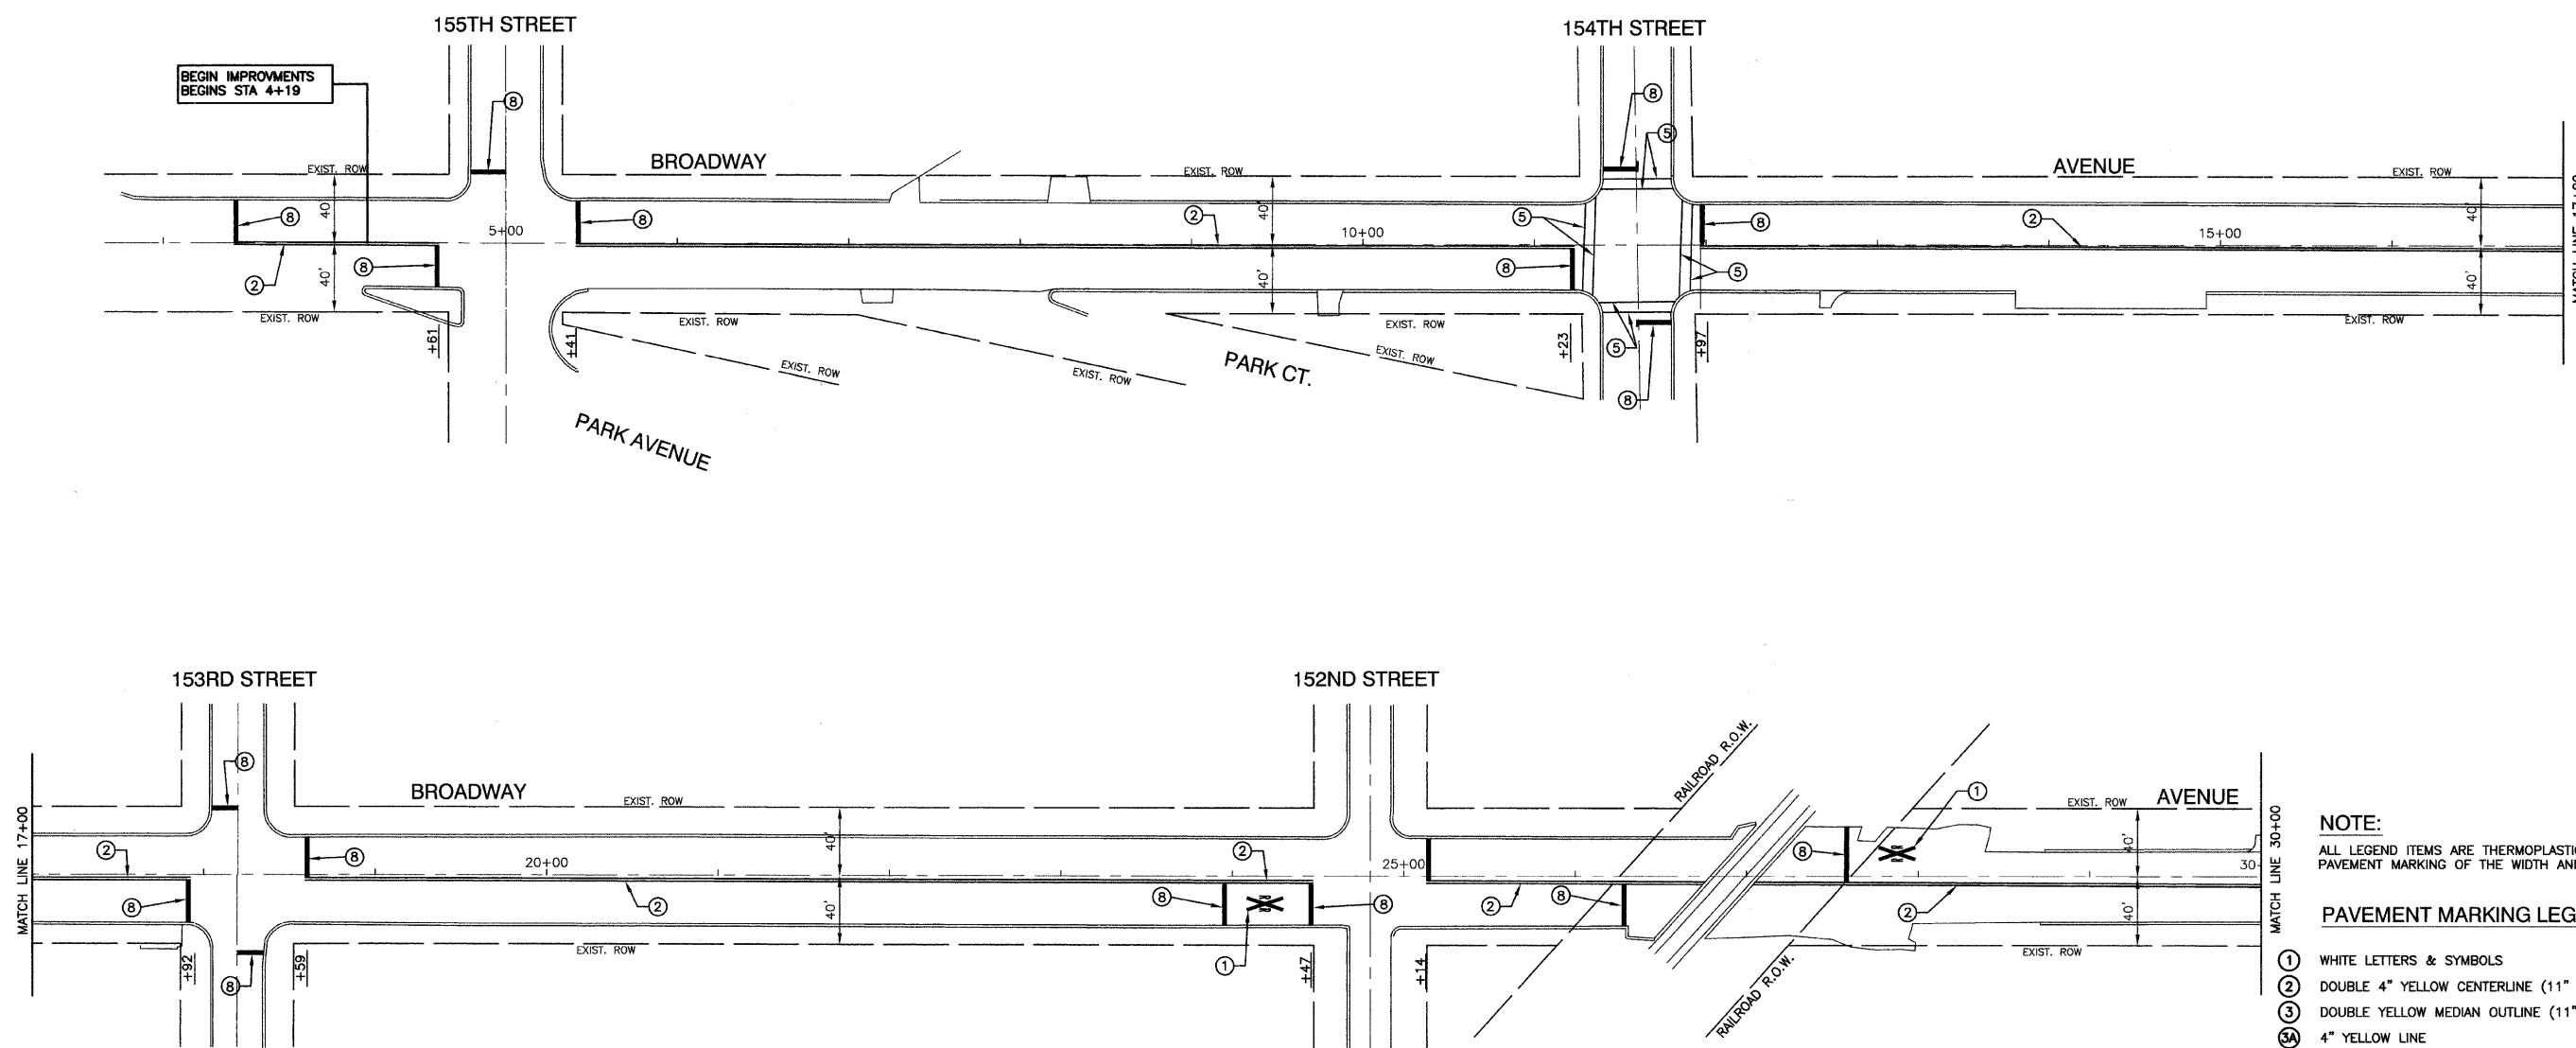 155TH STREET
154TH STREET
BEGIN IMPROVMENTS
BEGINS STA 4+19
8
8
5
EXIST. ROW
BROADWAY
EXIST. ROW
AVENUE
EXIST. ROW
8
40'
5+00
8
2
40'
10+00
5
8
2
15+00
40'
2
40'
8
40'
8
5
40'
EXIST. ROW
+61
+41
EXIST. ROW
EXIST. ROW
EXIST. ROW
PARK CT.
EXIST. ROW
EXIST. ROW
+23
5
+97
8
EXIST. ROW
PARK AVENUE
153RD STREET
152ND STREET
8
BROADWAY
EXIST. ROW
RAILROAD R.O.W.
1
EXIST. ROW
AVENUE
MATCH LINE 17+00
2
8
20+00
40'
2
25+00
8
40'
30
MATCH LINE 30+00
8
2
40'
8
RR
8
2
8
2
40'
+92
8
+59
EXIST. ROW
1
+47
+14
RAILROAD R.O.W.
EXIST. ROW
NOTE:
ALL LEGEND ITEMS ARE THERMOPLASTI
PAVEMENT MARKING OF THE WIDTH AN
PAVEMENT MARKING LEG
1 WHITE LETTERS & SYMBOLS
2 DOUBLE 4" YELLOW CENTERLINE (11"
3 DOUBLE YELLOW MEDIAN OUTLINE (11"
3A 4" YELLOW LINE